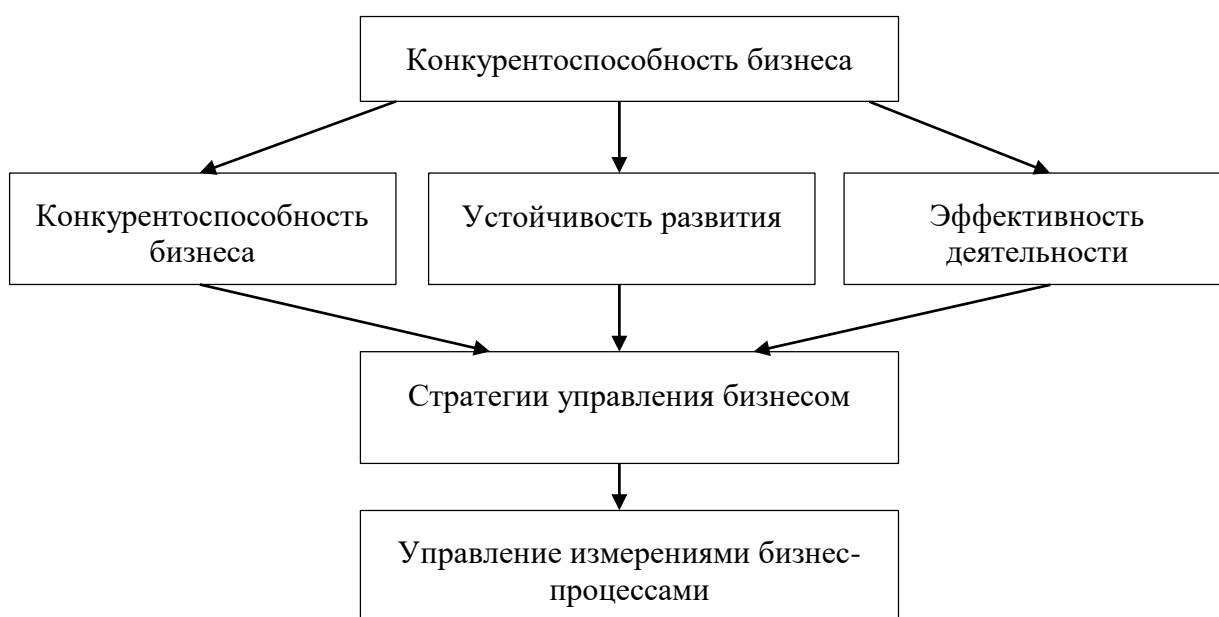 Конкурентоспособность бизнеса
Конкурентоспособность
бизнеса
Устойчивость развития
Эффективность
деятельности
Стратегии управления бизнесом
Управление измерениями бизнес-
процессами